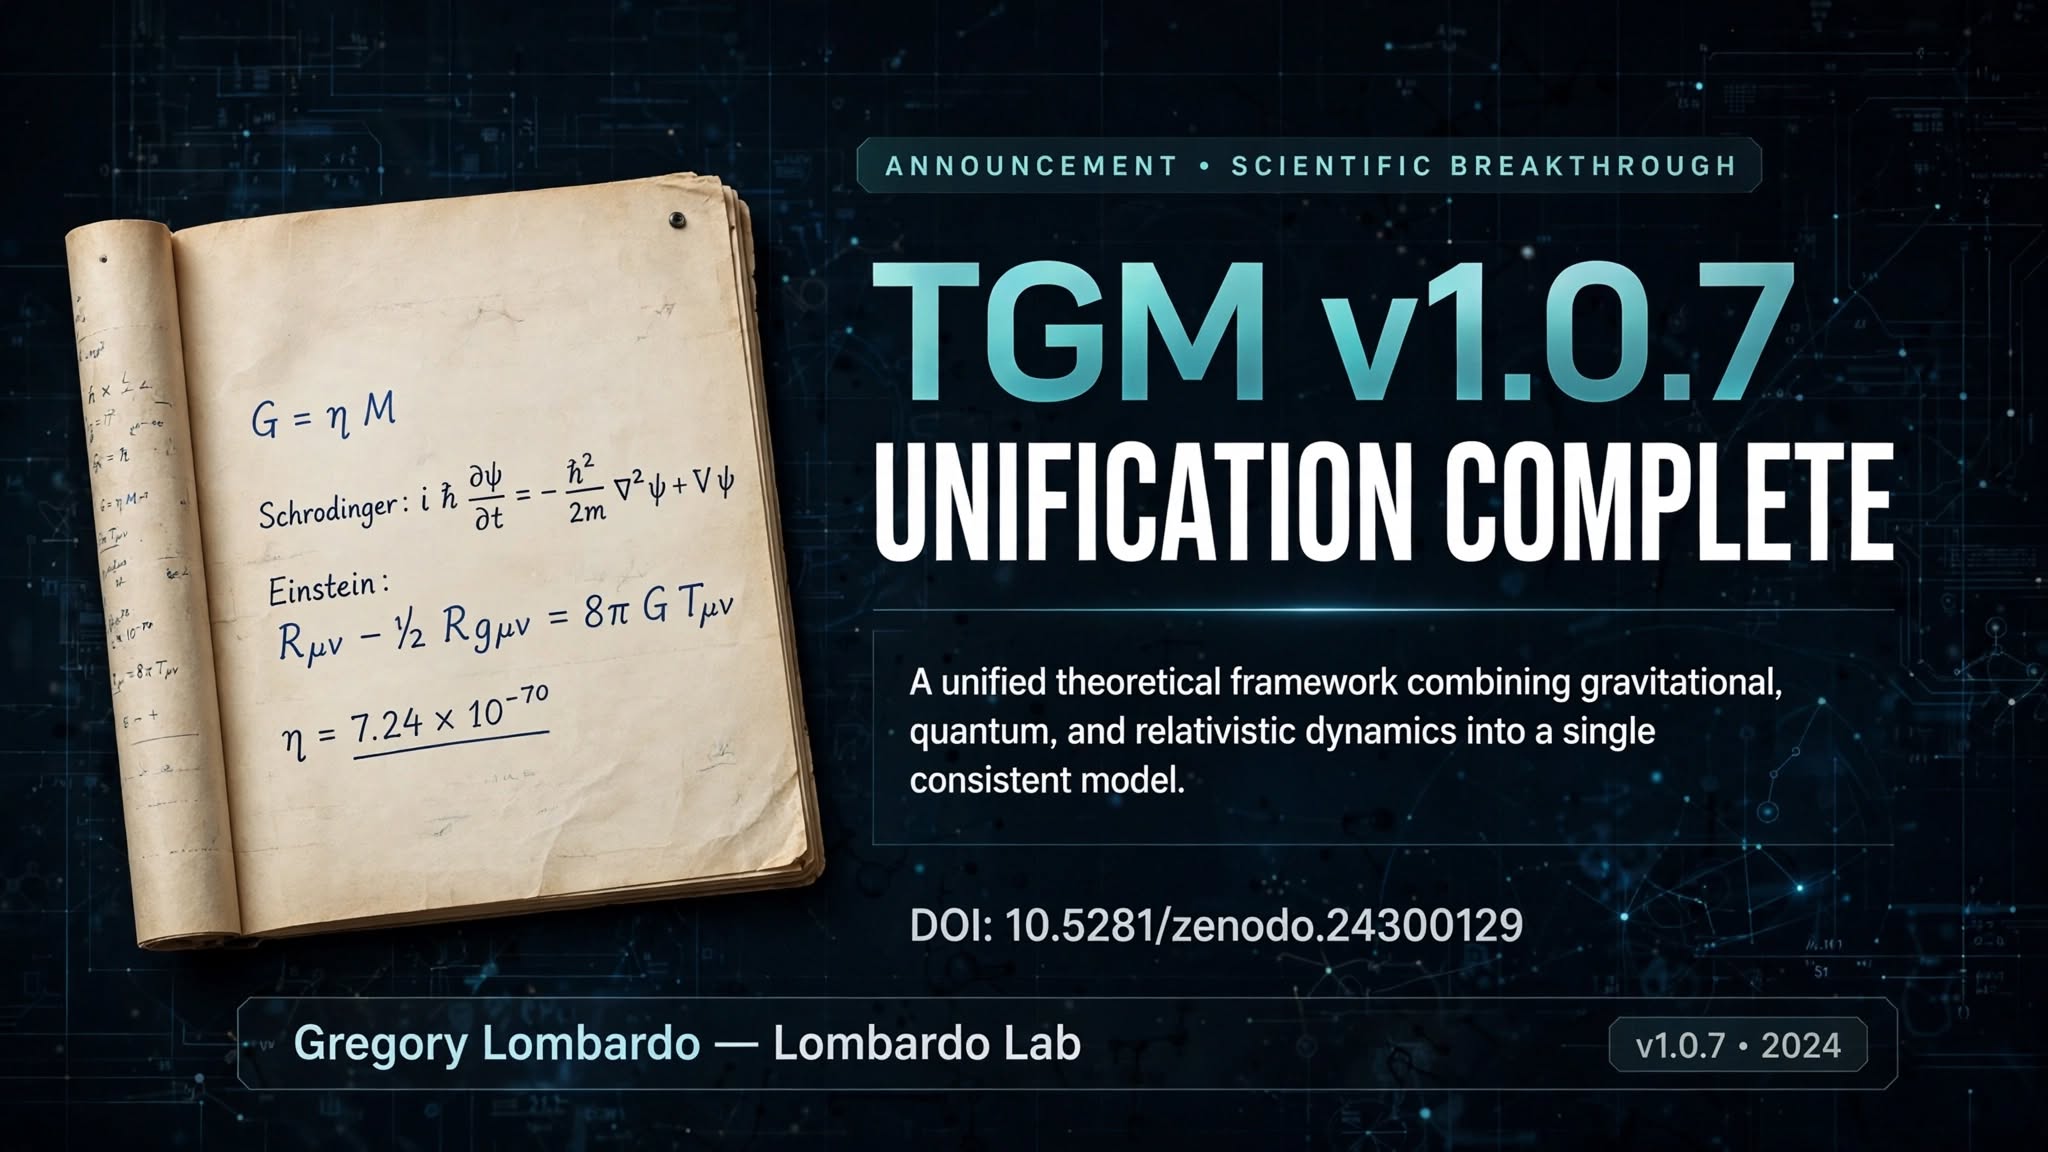 ANNOUNCEMENT • SCIENTIFIC BREAKTHROUGH
TGM v1.0.7
UNIFICATION COMPLETE
A unified theoretical framework combining gravitational,
quantum, and relativistic dynamics into a single
consistent model.
DOI: 10.5281/zenodo.24300129
G = η M
Schrodinger: i ħ ∂ψ/∂t = − ħ²/2m ∇²ψ + V ψ
Einstein:
Rμν − ½ Rgμν = 8π G Tμν
η = 7.24 × 10⁻⁷⁰
Gregory Lombardo — Lombardo Lab
v1.0.7 • 2024